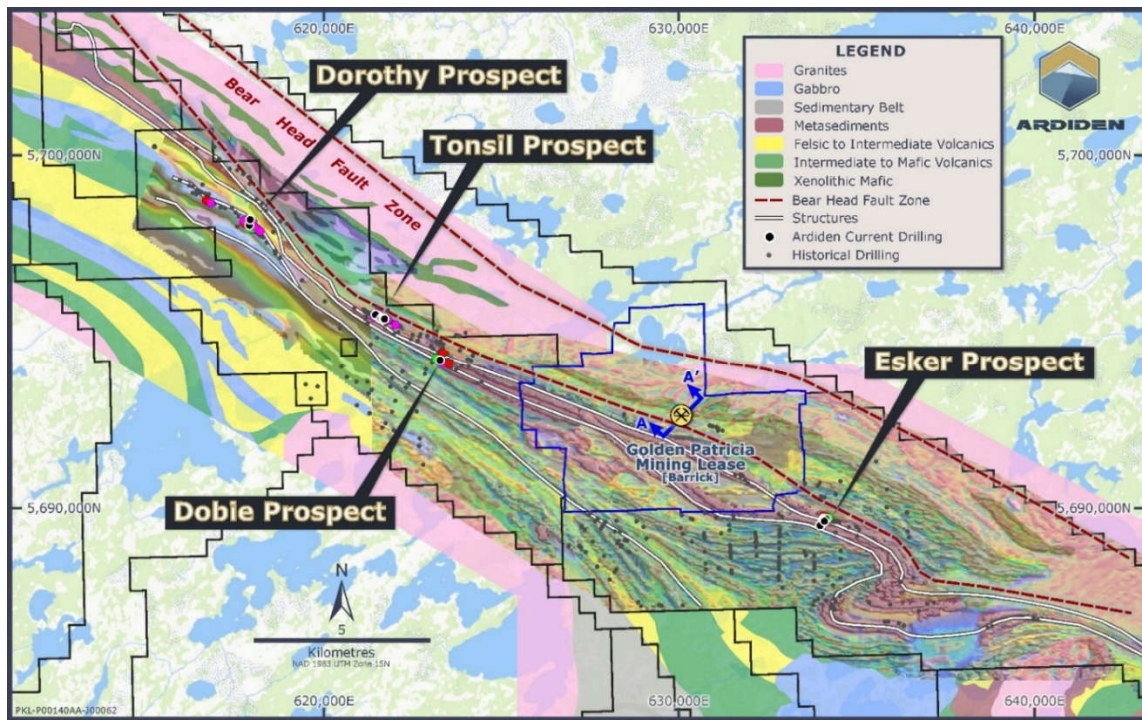 620,000E
630,000E
640,000E
LEGEND
Granites
Gabbro
Sedimentary Belt
Metasediments
Felsic to Intermediate Volcanics
Intermediate to Mafic Volcanics
Xenolithic Mafic
Bear Head Fault Zone
Structures
Ardiden Current Drilling
Historical Drilling
ARDIDEN
Dorothy Prospect
Bear Head Fault Zone
Tonsil Prospect
5,700,000N
5,700,000N
Esker Prospect
A'
A
Golden Patricia
Mining Lease
[Barrick]
Dobie Prospect
5,690,000N
5,690,000N
N
5
Kilometres
NAD 1983 UTM Zone 15N
PKL-P00140AA-J00062
620,000E
630,000E
640,000E